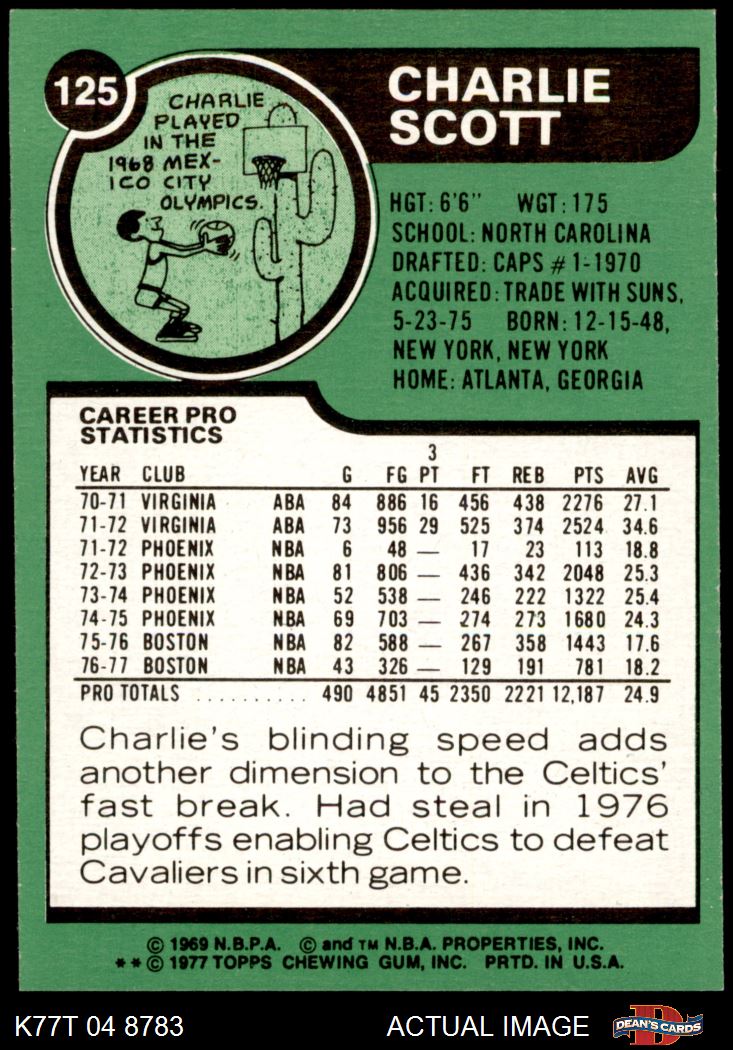 125
CHARLIE
PLAYED
IN THE
1968 MEX-
ICO CITY
OLYMPICS.
CHARLIE
SCOTT
HGT: 6'6" WGT: 175
SCHOOL: NORTH CAROLINA
DRAFTED: CAPS # 1-1970
ACQUIRED: TRADE WITH SUNS,
5-23-75 BORN: 12-15-48,
NEW YORK, NEW YORK
HOME: ATLANTA, GEORGIA
CAREER PRO
STATISTICS
3
YEAR CLUB G FG PT FT REB PTS AVG
70-71 VIRGINIA ABA 84 886 16 456 438 2276 27.1
71-72 VIRGINIA ABA 73 956 29 525 374 2524 34.6
71-72 PHOENIX NBA 6 48 — 17 23 113 18.8
72-73 PHOENIX NBA 81 806 — 436 342 2048 25.3
73-74 PHOENIX NBA 52 538 — 246 222 1322 25.4
74-75 PHOENIX NBA 69 703 — 274 273 1680 24.3
75-76 BOSTON NBA 82 588 — 267 358 1443 17.6
76-77 BOSTON NBA 43 326 — 129 191 781 18.2
PRO TOTALS .......... 490 4851 45 2350 2221 12,187 24.9
Charlie's blinding speed adds
another dimension to the Celtics'
fast break. Had steal in 1976
playoffs enabling Celtics to defeat
Cavaliers in sixth game.
© 1969 N.B.P.A. © and TM N.B.A. PROPERTIES, INC.
**© 1977 TOPPS CHEWING GUM, INC. PRTD. IN U.S.A.
K77T 04 8783 ACTUAL IMAGE D DEAN'S CARDS